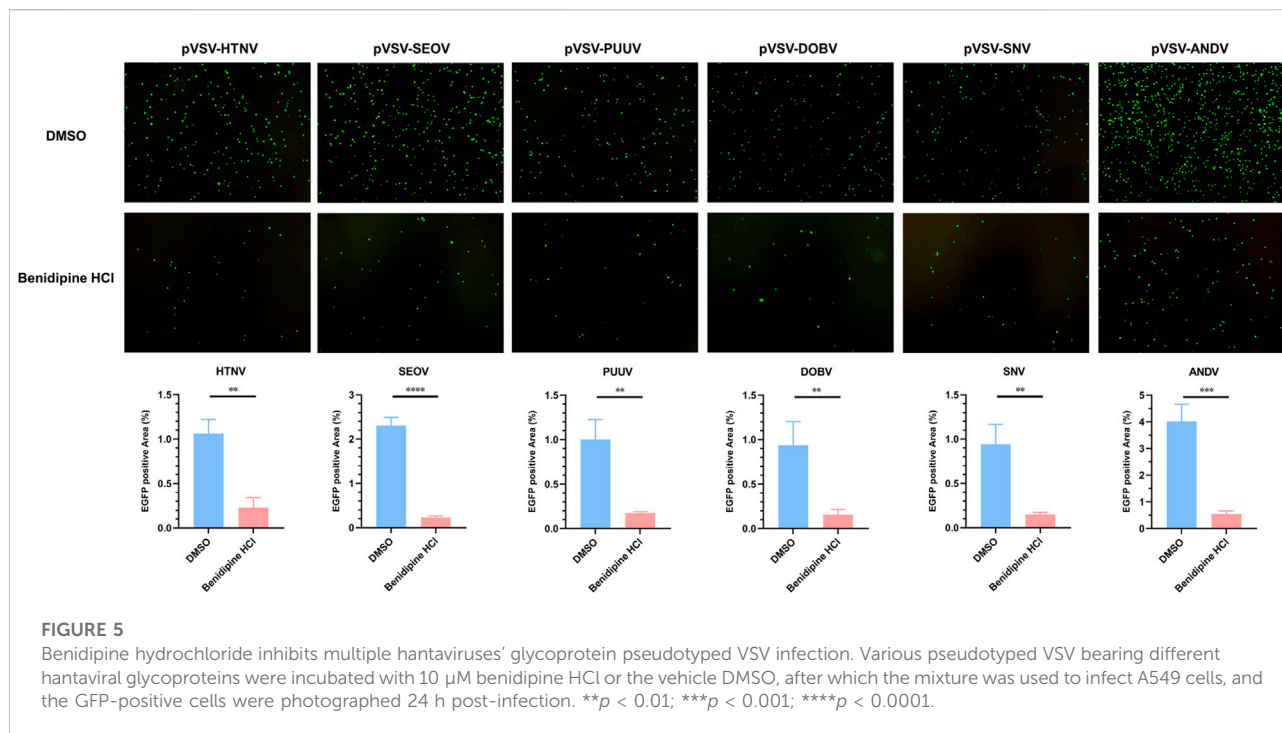 pVSV-HTNV pVSV-SEOV pVSV-PUUV pVSV-DOBV pVSV-SNV pVSV-ANDV
DMSO
Benidipine HCl
HTNV
**
EGFP positive Area (%)
1.5
1.0
0.5
0.0
DMSO
Benidipine HCl
SEOV
****
EGFP positive Area (%)
3
2
1
0
DMSO
Benidipine HCl
PUUV
**
EGFP positive Area (%)
1.5
1.0
0.5
0.0
DMSO
Benidipine HCl
DOBV
**
EGFP positive Area (%)
1.5
1.0
0.5
0.0
DMSO
Benidipine HCl
SNV
**
EGFP positive Area (%)
1.5
1.0
0.5
0.0
DMSO
Benidipine HCl
ANDV
***
EGFP positive Area (%)
5
4
3
2
1
0
DMSO
Benidipine HCl
FIGURE 5
Benidipine hydrochloride inhibits multiple hantaviruses’ glycoprotein pseudotyped VSV infection. Various pseudotyped VSV bearing different
hantaviral glycoproteins were incubated with 10 μM benidipine HCl or the vehicle DMSO, after which the mixture was used to infect A549 cells, and
the GFP-positive cells were photographed 24 h post-infection. **p < 0.01; ***p < 0.001; ****p < 0.0001.